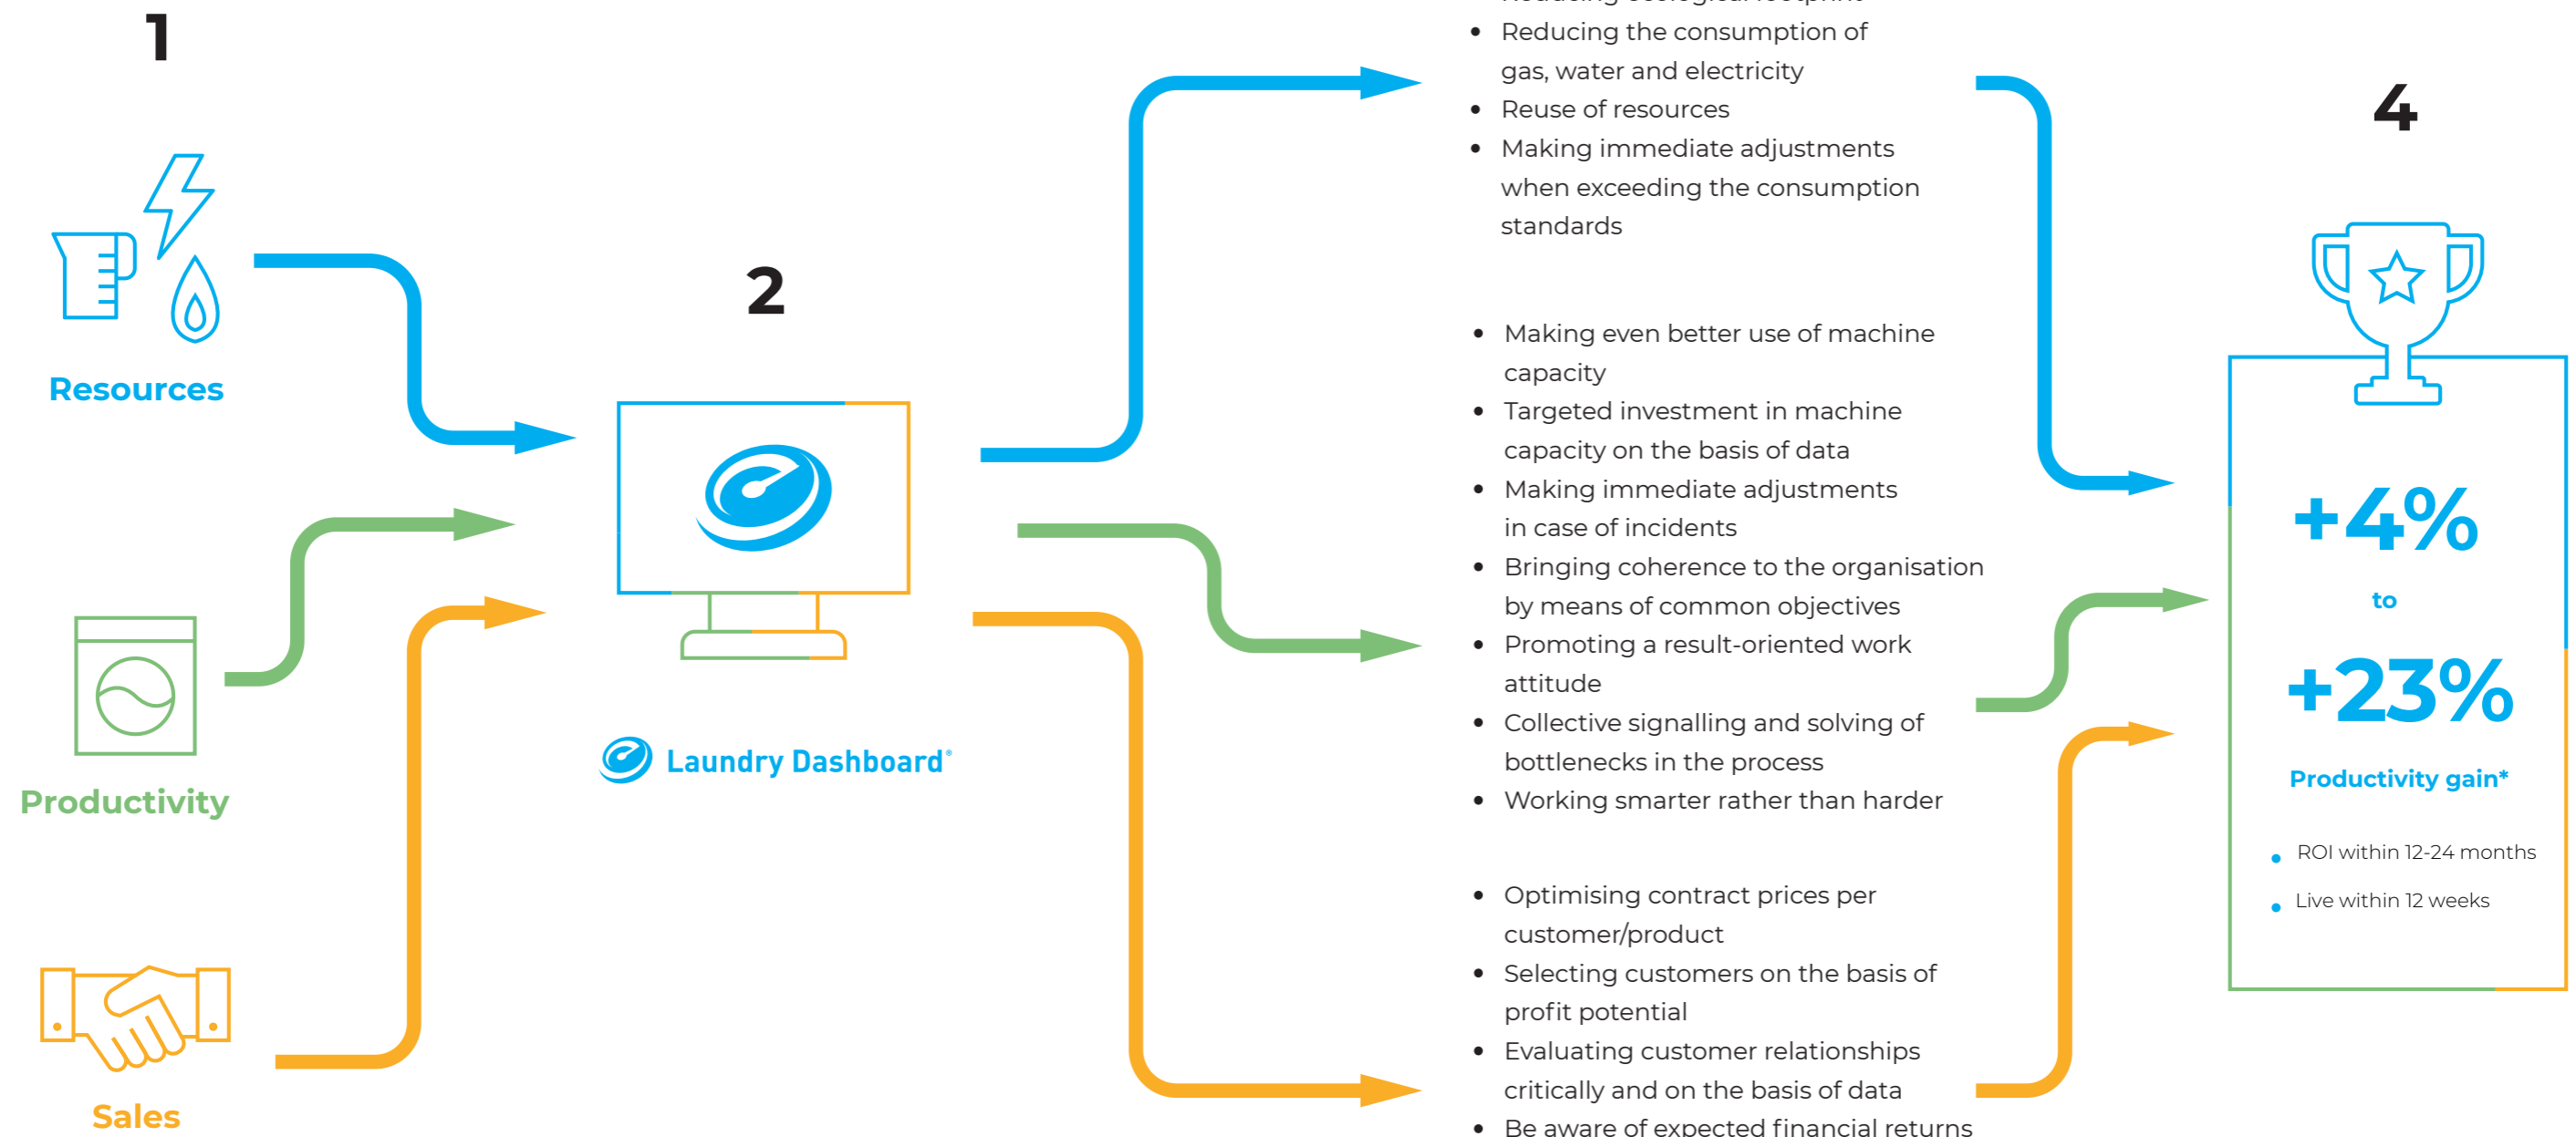 1
Resources
Productivity
Sales
2
Laundry Dashboard®
Reducing ecological footprint
• Reducing the consumption of
gas, water and electricity
• Reuse of resources
• Making immediate adjustments
when exceeding the consumption
standards
• Making even better use of machine
capacity
• Targeted investment in machine
capacity on the basis of data
• Making immediate adjustments
in case of incidents
• Bringing coherence to the organisation
by means of common objectives
• Promoting a result-oriented work
attitude
• Collective signalling and solving of
bottlenecks in the process
• Working smarter rather than harder
• Optimising contract prices per
customer/product
• Selecting customers on the basis of
profit potential
• Evaluating customer relationships
critically and on the basis of data
• Be aware of expected financial returns
4
+4%
to
+23%
Productivity gain*
• ROI within 12-24 months
• Live within 12 weeks